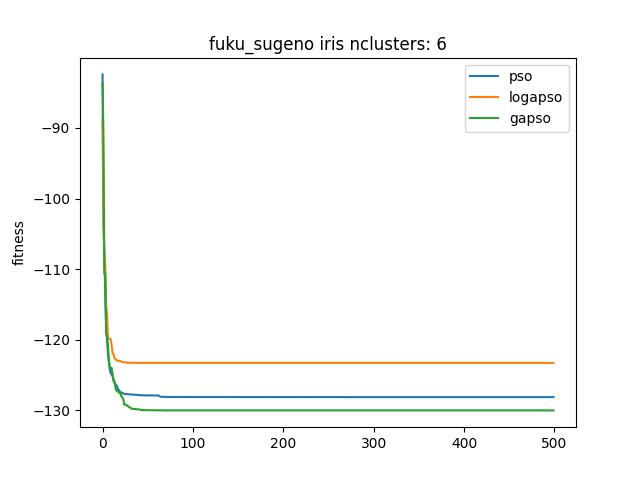 fuku_sugeno iris nclusters: 6
pso
logapso
gapso
fitness
−90
−100
−110
−120
−130
0 100 200 300 400 500